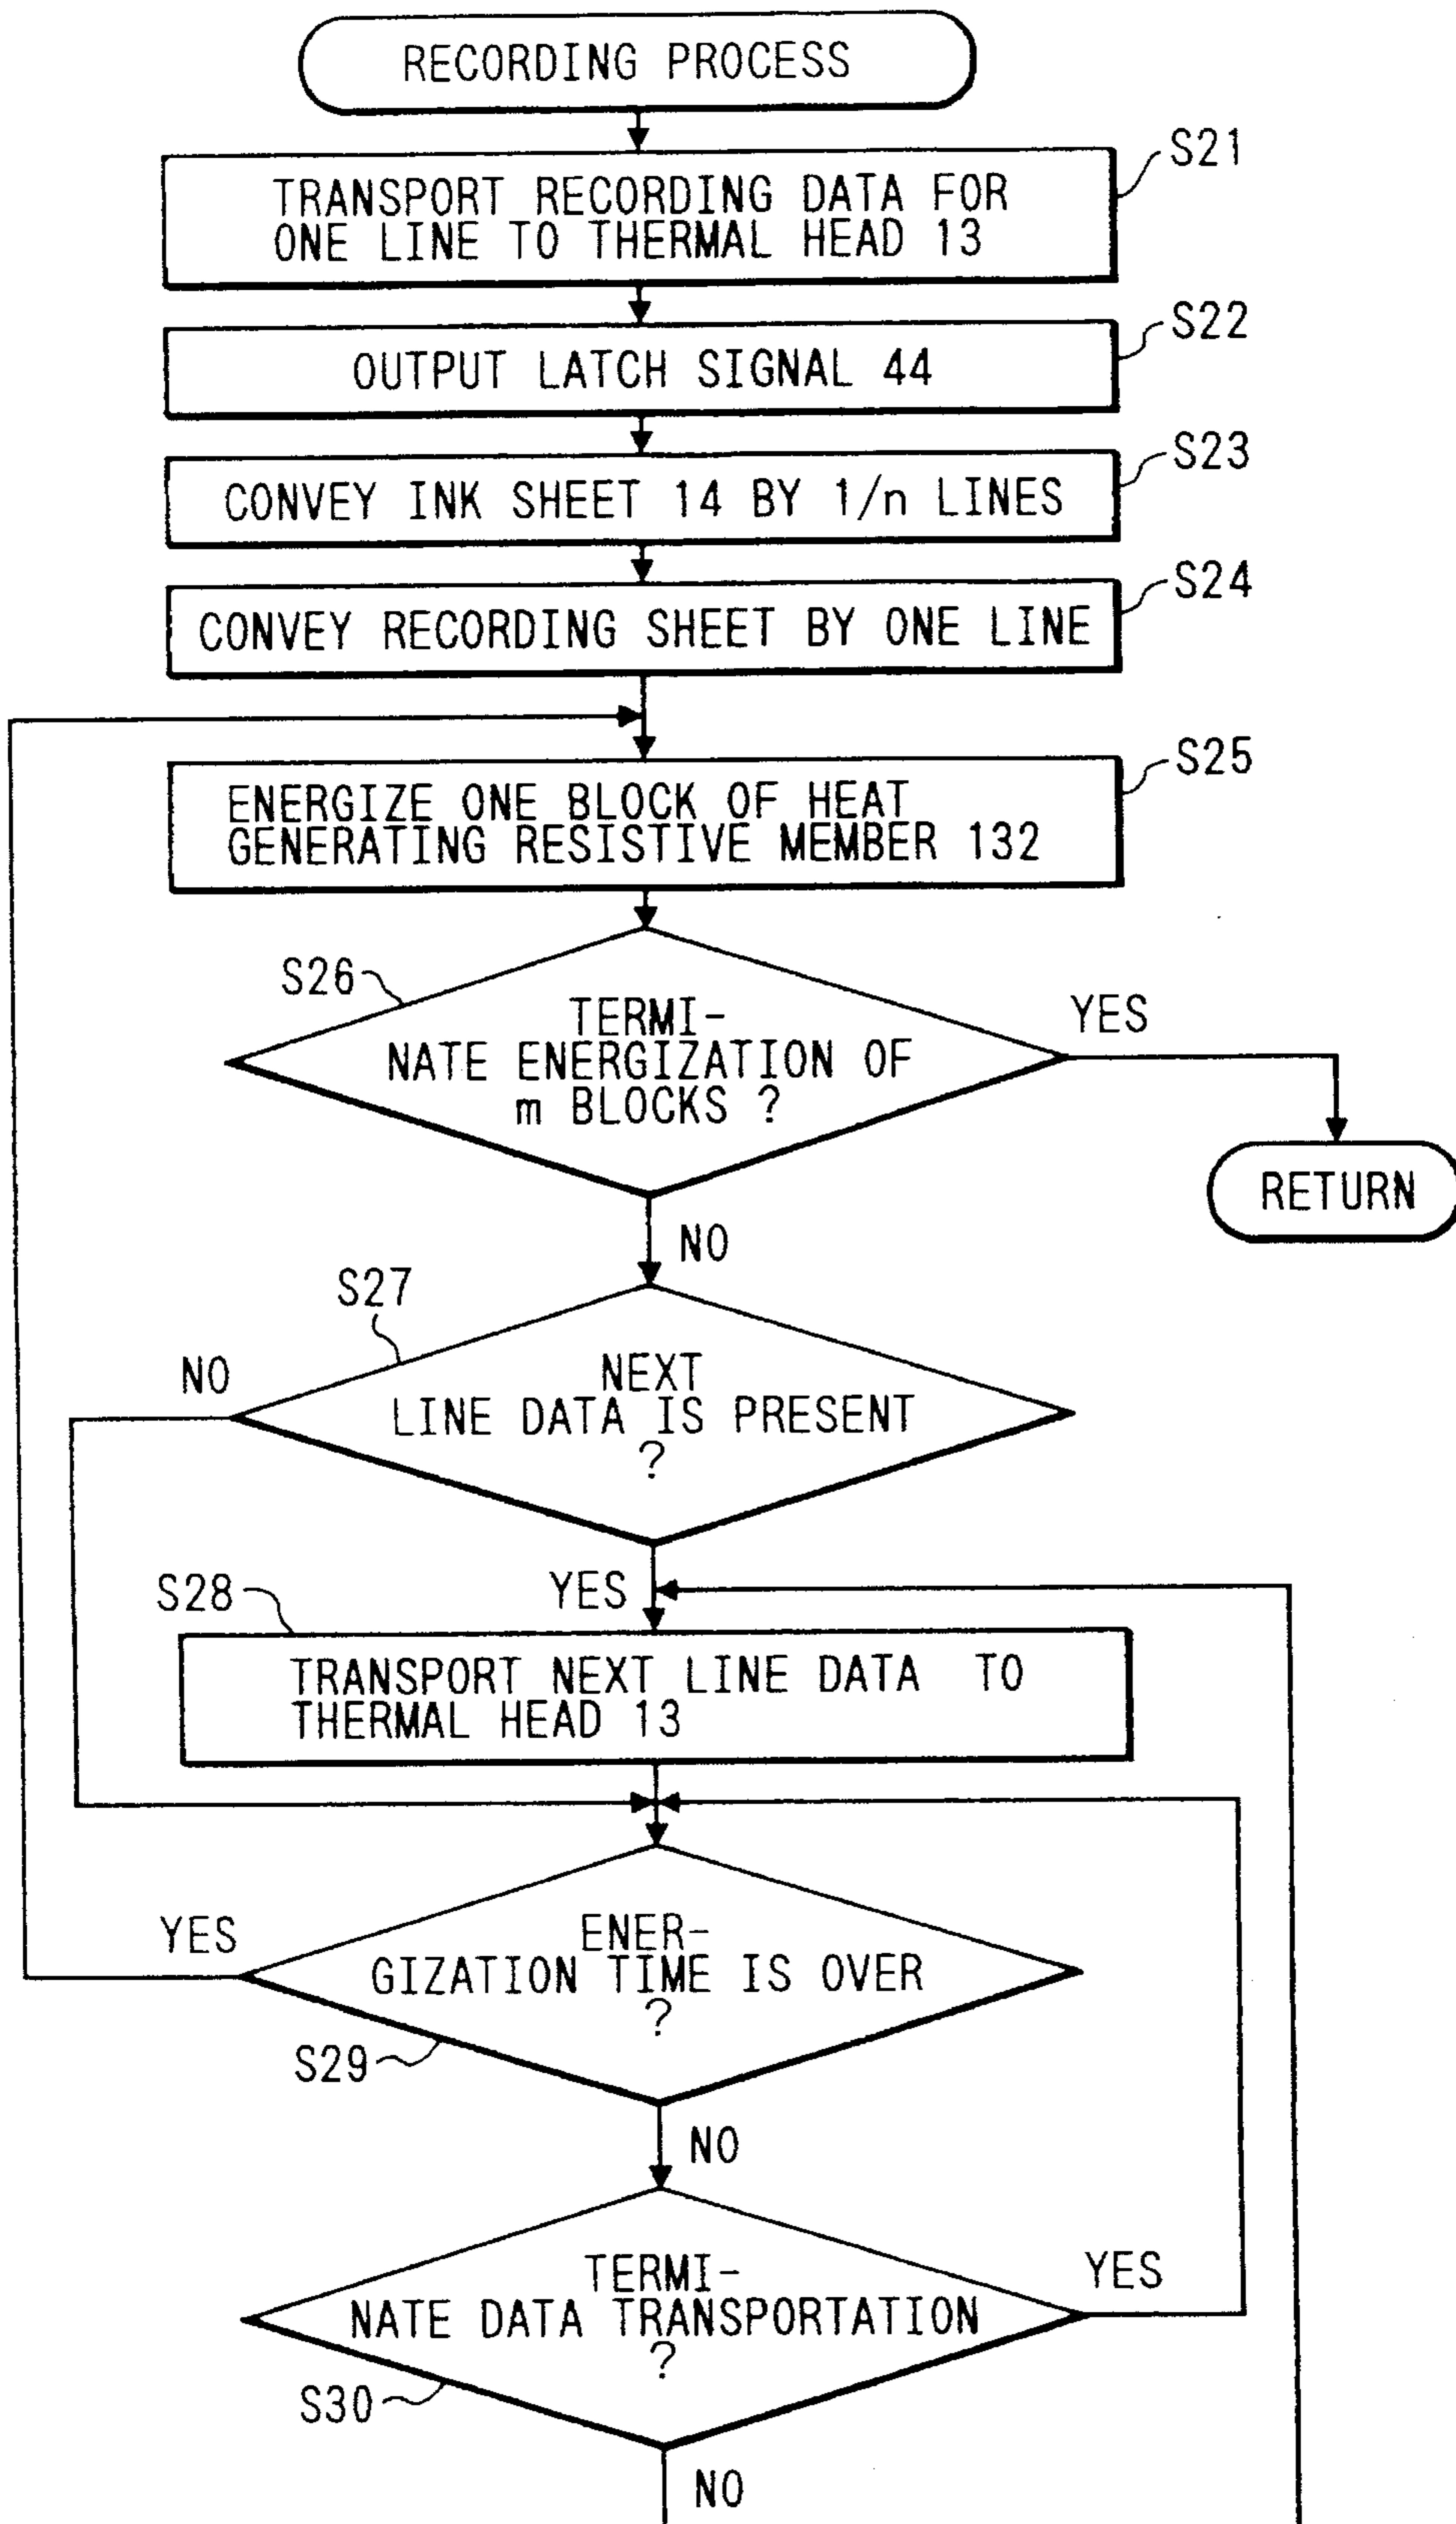 RECORDING PROCESS
S21
TRANSPORT RECORDING DATA FOR
ONE LINE TO THERMAL HEAD 13
S22
OUTPUT LATCH SIGNAL 44
S23
CONVEY INK SHEET 14 BY 1/n LINES
S24
CONVEY RECORDING SHEET BY ONE LINE
S25
ENERGIZE ONE BLOCK OF HEAT
GENERATING RESISTIVE MEMBER 132
S26
TERMI-
NATE ENERGIZATION OF
m BLOCKS ?
YES
RETURN
NO
S27
NO
NEXT
LINE DATA IS PRESENT
?
YES
S28
TRANSPORT NEXT LINE DATA TO
THERMAL HEAD 13
YES
ENER-
GIZATION TIME IS OVER
?
S29
NO
TERMI-
NATE DATA TRANSPORTATION
?
YES
S30
NO